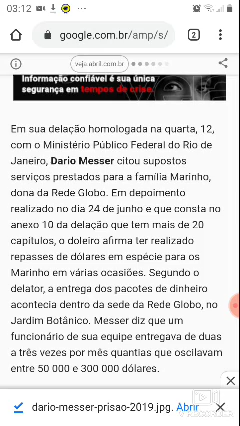 03:12
google.com.br/amp/s/
2
veja.abril.com.br
Informação confiável é sua única
segurança em tempos de crise.
Em sua delação homologada na quarta, 12,
com o Ministério Público Federal do Rio de
Janeiro, Dario Messer citou supostos
serviços prestados para a família Marinho,
dona da Rede Globo. Em depoimento
realizado no dia 24 de junho e que consta no
anexo 10 da delação que tem mais de 20
capítulos, o doleiro afirma ter realizado
repasses de dólares em espécie para os
Marinho em várias ocasiões. Segundo o
delator, a entrega dos pacotes de dinheiro
acontecia dentro da sede da Rede Globo, no
Jardim Botânico. Messer diz que um
funcionário de sua equipe entregava de duas
a três vezes por mês quantias que oscilavam
entre 50 000 e 300 000 dólares.
dario-messer-prisao-2019.jpg. Abrir